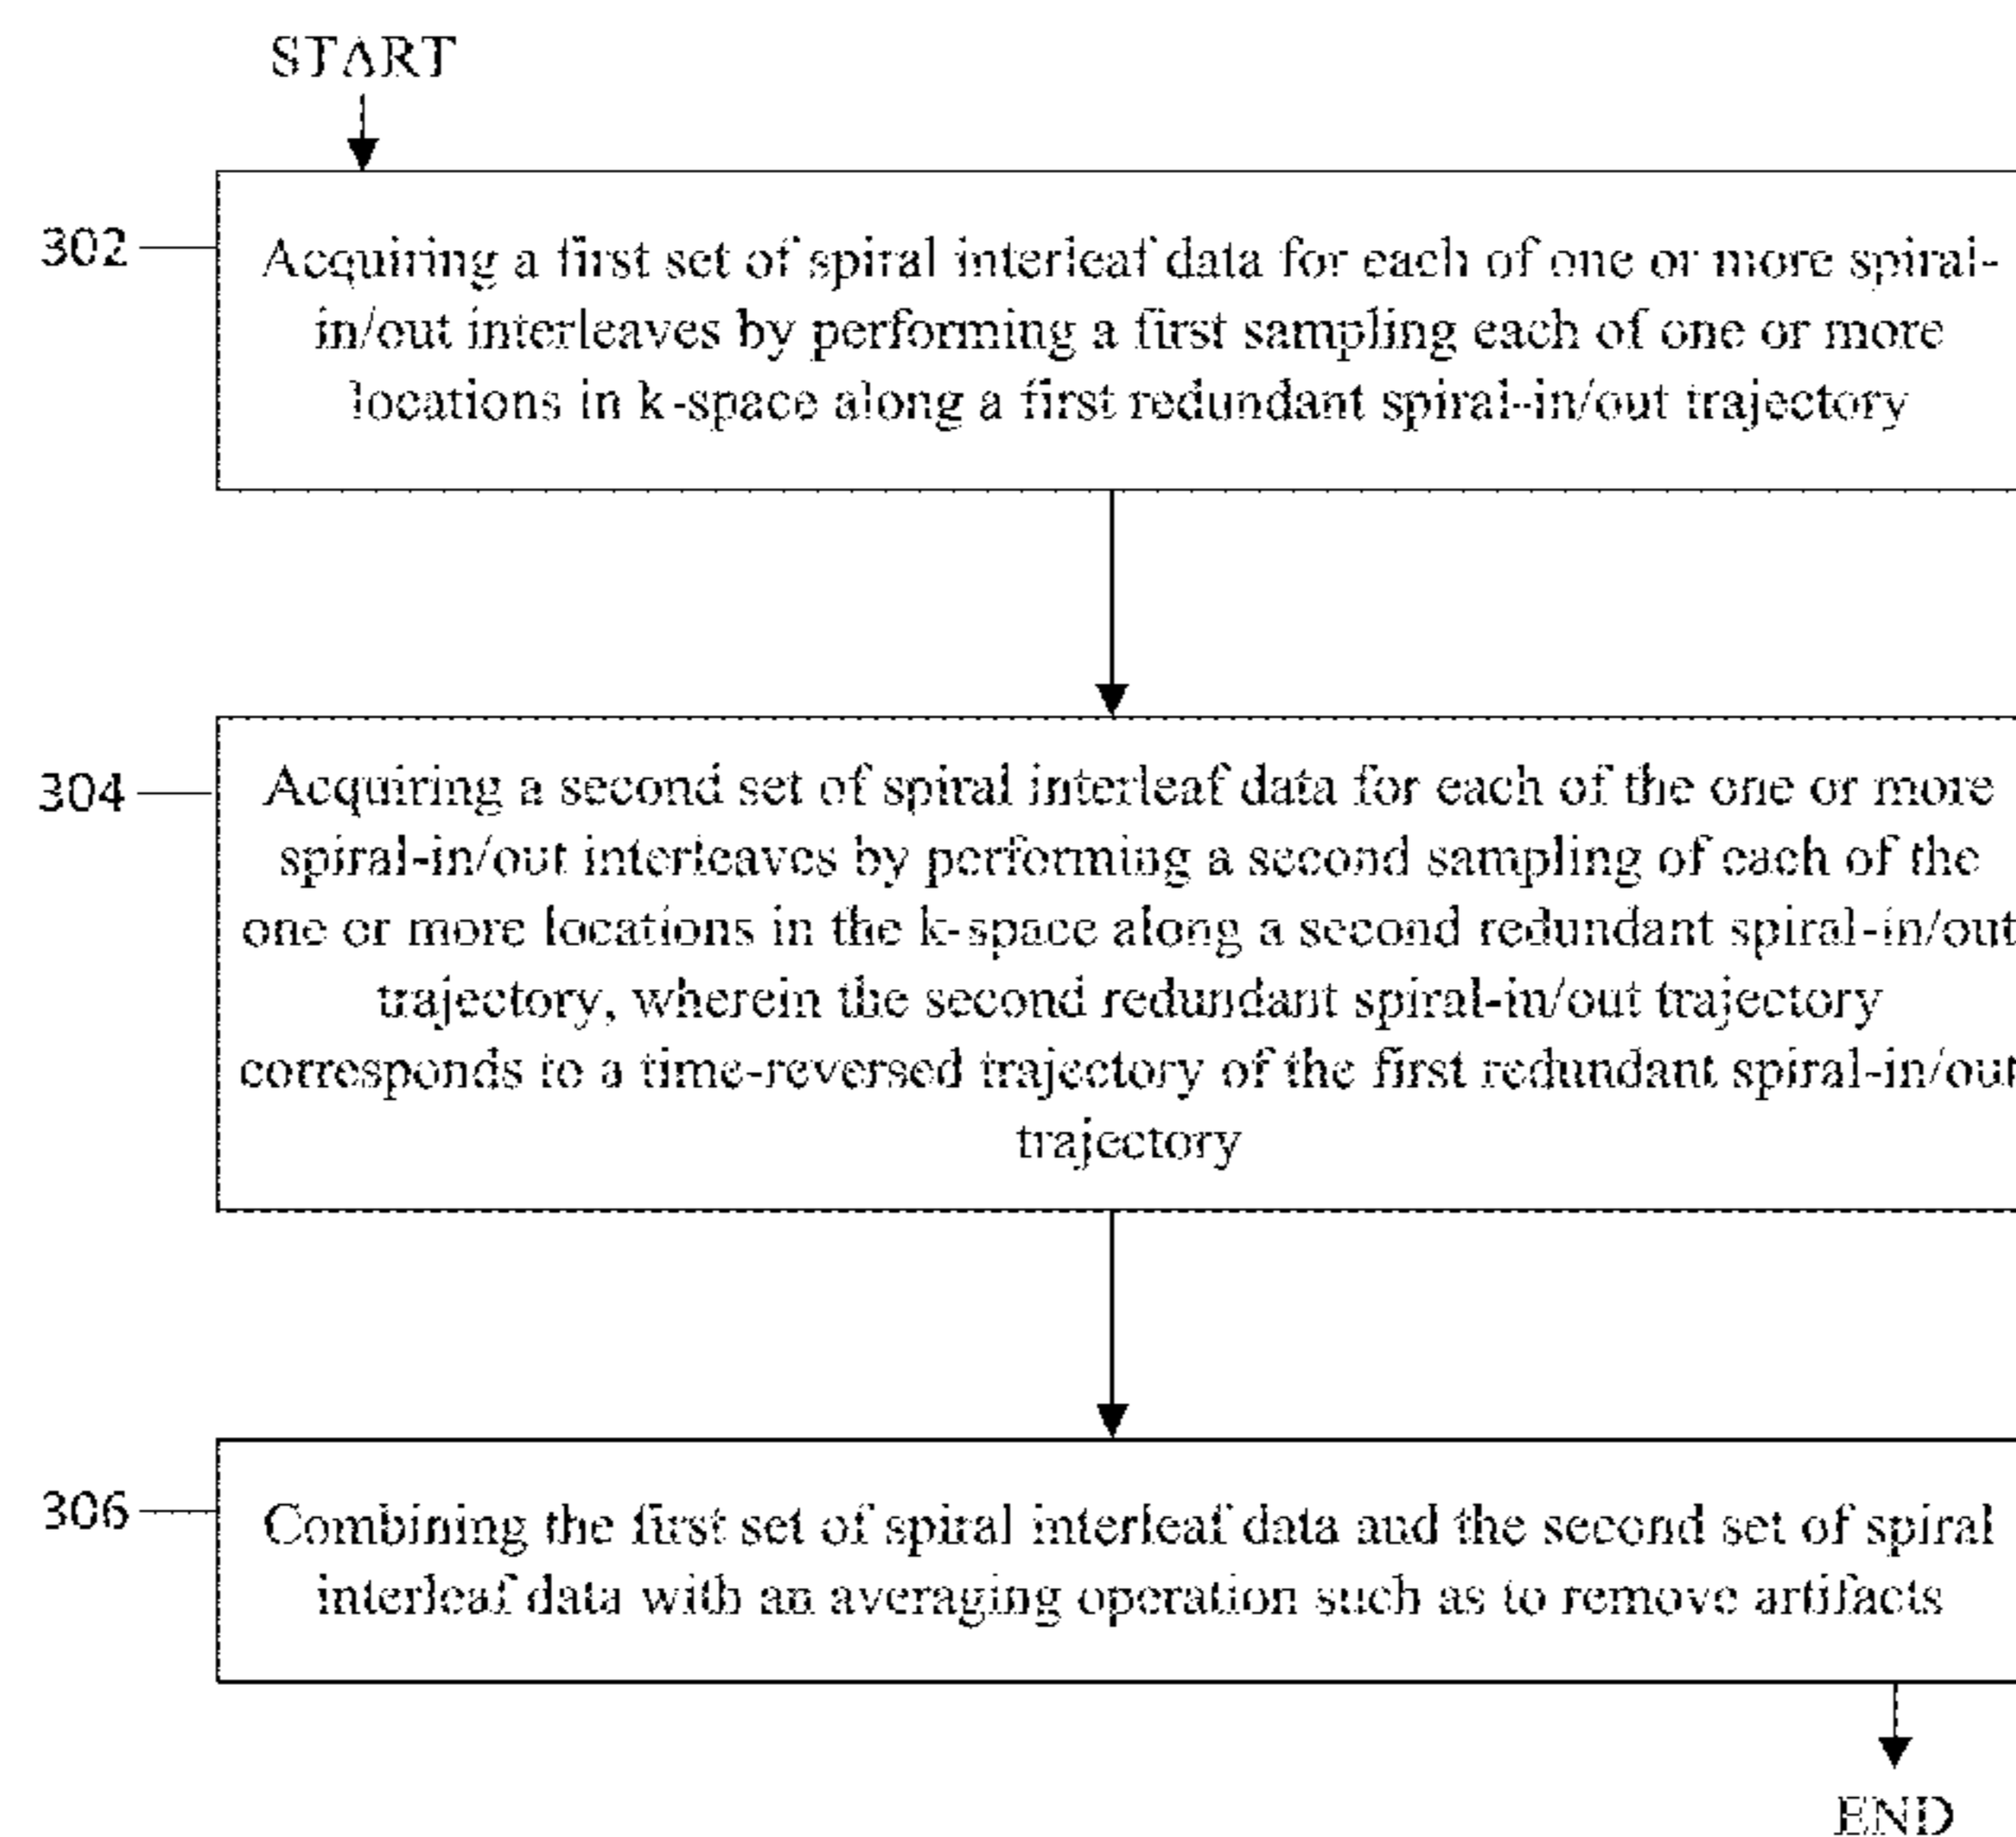 START
302
Acquiring a first set of spiral interleaf data for each of one or more spiral-
in/out interleaves by performing a first sampling each of one or more
locations in k-space along a first redundant spiral-in/out trajectory
304
Acquiring a second set of spiral interleaf data for each of the one or more
spiral-in/out interleaves by performing a second sampling of each of the
one or more locations in the k-space along a second redundant spiral-in/out
trajectory, wherein the second redundant spiral-in/out trajectory
corresponds to a time-reversed trajectory of the first redundant spiral-in/out
trajectory
306
Combining the first set of spiral interleaf data and the second set of spiral
interleaf data with an averaging operation such as to remove artifacts
END